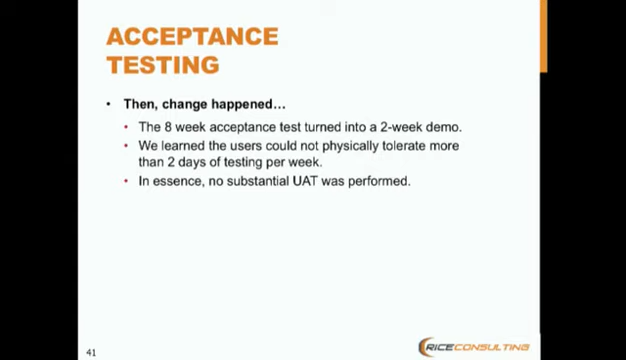 ACCEPTANCE
TESTING
• Then, change happened…
• The 8 week acceptance test turned into a 2-week demo.
• We learned the users could not physically tolerate more
than 2 days of testing per week.
• In essence, no substantial UAT was performed.
41
RICECONSULTING